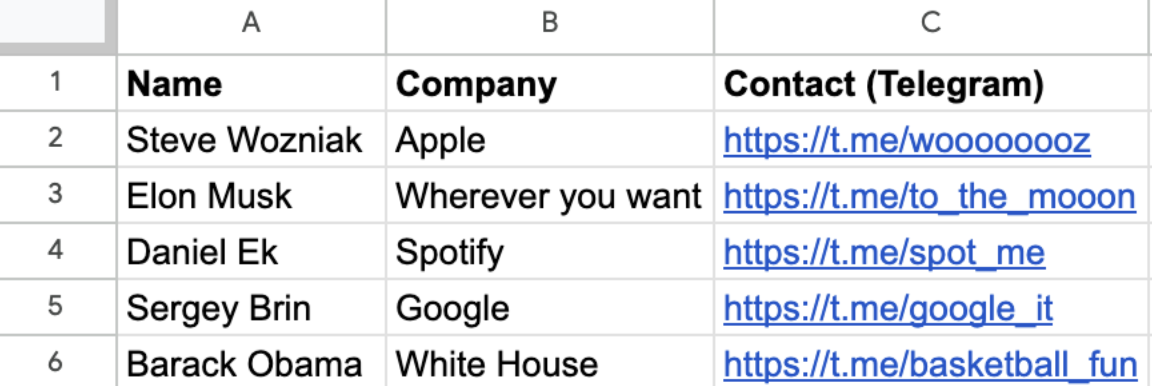 A B C
1 Name Company Contact (Telegram)
2 Steve Wozniak Apple https://t.me/woooooooz
3 Elon Musk Wherever you want https://t.me/to_the_mooon
4 Daniel Ek Spotify https://t.me/spot_me
5 Sergey Brin Google https://t.me/google_it
6 Barack Obama White House https://t.me/basketball_fun